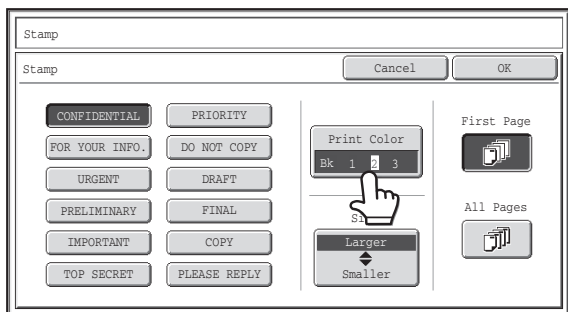 Stamp
Stamp
Cancel
OK
CONFIDENTIAL
PRIORITY
FOR YOUR INFO.
DO NOT COPY
URGENT
DRAFT
PRELIMINARY
FINAL
IMPORTANT
COPY
TOP SECRET
PLEASE REPLY
Print Color
Bk 1 2 3
Larger
Smaller
First Page
All Pages